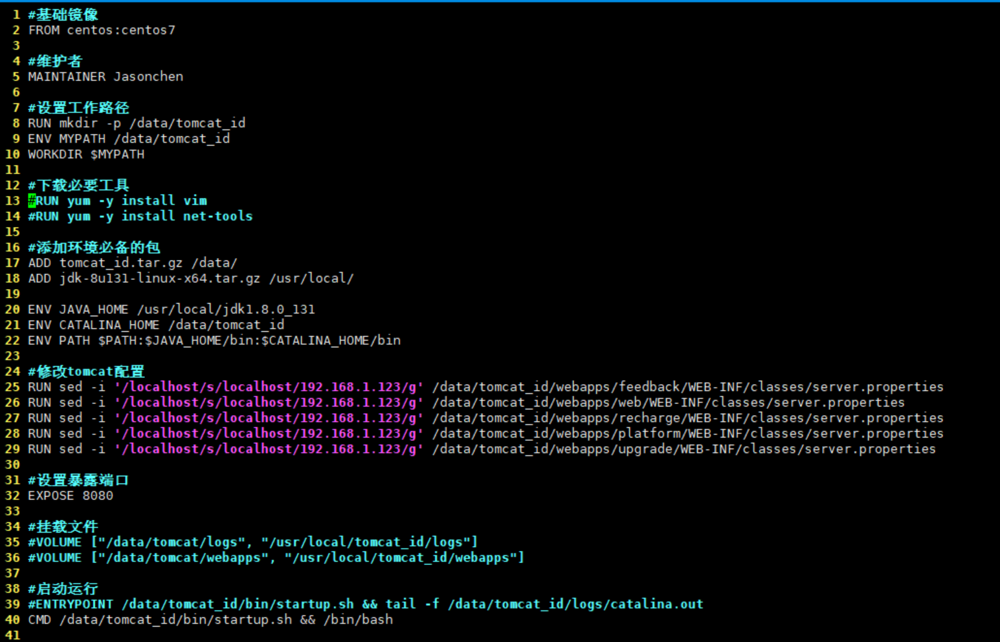 1 #基础镜像
2 FROM centos:centos7
3
4 #维护者
5 MAINTAINER Jasonchen
6
7 #设置工作路径
8 RUN mkdir -p /data/tomcat_id
9 ENV MYPATH /data/tomcat_id
10 WORKDIR $MYPATH
11
12 #下载必要工具
13 #RUN yum -y install vim
14 #RUN yum -y install net-tools
15
16 #添加环境必备的包
17 ADD tomcat_id.tar.gz /data/
18 ADD jdk-8u131-linux-x64.tar.gz /usr/local/
19
20 ENV JAVA_HOME /usr/local/jdk1.8.0_131
21 ENV CATALINA_HOME /data/tomcat_id
22 ENV PATH $PATH:$JAVA_HOME/bin:$CATALINA_HOME/bin
23
24 #修改tomcat配置
25 RUN sed -i '/localhost/s/localhost/192.168.1.123/g' /data/tomcat_id/webapps/feedback/WEB-INF/classes/server.properties
26 RUN sed -i '/localhost/s/localhost/192.168.1.123/g' /data/tomcat_id/webapps/web/WEB-INF/classes/server.properties
27 RUN sed -i '/localhost/s/localhost/192.168.1.123/g' /data/tomcat_id/webapps/recharge/WEB-INF/classes/server.properties
28 RUN sed -i '/localhost/s/localhost/192.168.1.123/g' /data/tomcat_id/webapps/platform/WEB-INF/classes/server.properties
29 RUN sed -i '/localhost/s/localhost/192.168.1.123/g' /data/tomcat_id/webapps/upgrade/WEB-INF/classes/server.properties
30
31 #设置暴露端口
32 EXPOSE 8080
33
34 #挂载文件
35 #VOLUME ["/data/tomcat/logs", "/usr/local/tomcat_id/logs"]
36 #VOLUME ["/data/tomcat/webapps", "/usr/local/tomcat_id/webapps"]
37
38 #启动运行
39 #ENTRYPOINT /data/tomcat_id/bin/startup.sh && tail -f /data/tomcat_id/logs/catalina.out
40 CMD /data/tomcat_id/bin/startup.sh && /bin/bash
41